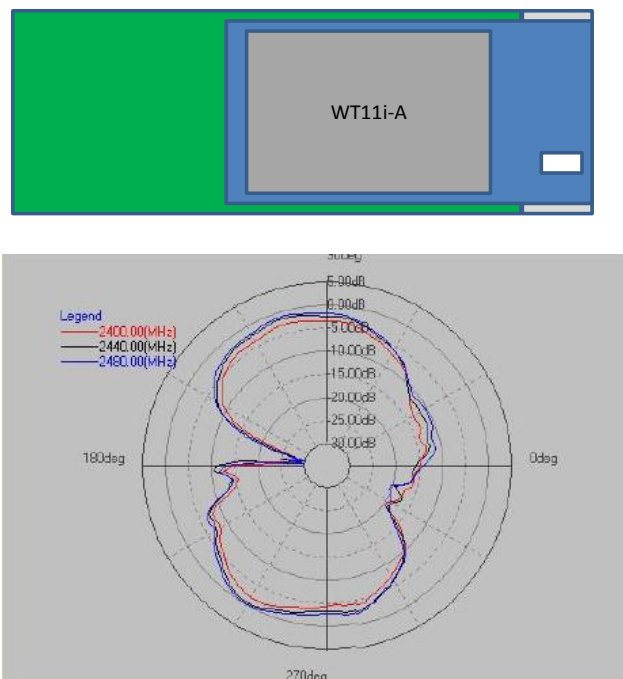 WT11i-A
90deg
5.00dB
0.00dB
Legend
2400.00(MHz)
-5.00dB
2440.00(MHz)
-10.00dB
2480.00(MHz)
-15.00dB
-20.00dB
-25.00dB
-30.00dB
180deg
0deg
270deg